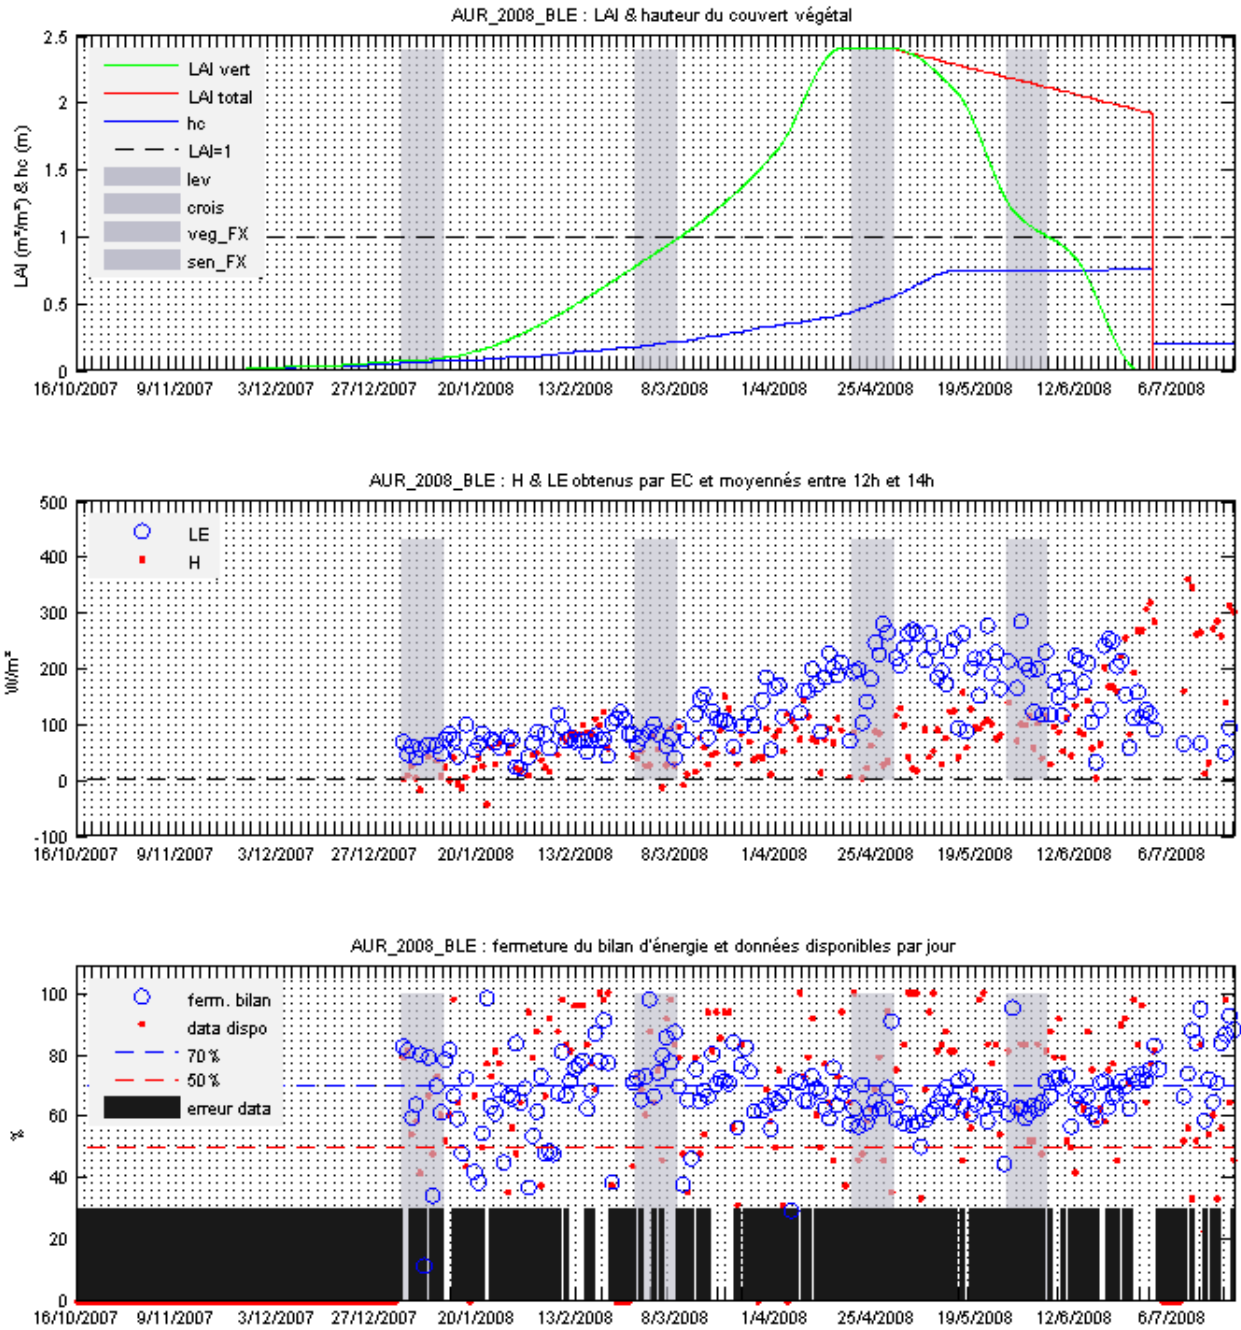 AUR_2008_BLE : LAI & hauteur du couvert végétal
LAI (m²/m²) & hc (m)
2.5
2
1.5
1
0.5
0
LAI vert
LAI total
hc
LAI=1
lev
crois
veg_FX
sen_FX
16/10/2007 9/11/2007 3/12/2007 27/12/2007 20/1/2008 13/2/2008 8/3/2008 1/4/2008 25/4/2008 19/5/2008 12/6/2008 6/7/2008
AUR_2008_BLE : H & LE obtenus par EC et moyennés entre 12h et 14h
W/m²
500
400
300
200
100
0
-100
LE
H
16/10/2007 9/11/2007 3/12/2007 27/12/2007 20/1/2008 13/2/2008 8/3/2008 1/4/2008 25/4/2008 19/5/2008 12/6/2008 6/7/2008
AUR_2008_BLE : fermeture du bilan d'énergie et données disponibles par jour
%
100
80
60
40
20
0
ferm. bilan
data dispo
70 %
50 %
erreur data
16/10/2007 9/11/2007 3/12/2007 27/12/2007 20/1/2008 13/2/2008 8/3/2008 1/4/2008 25/4/2008 19/5/2008 12/6/2008 6/7/2008